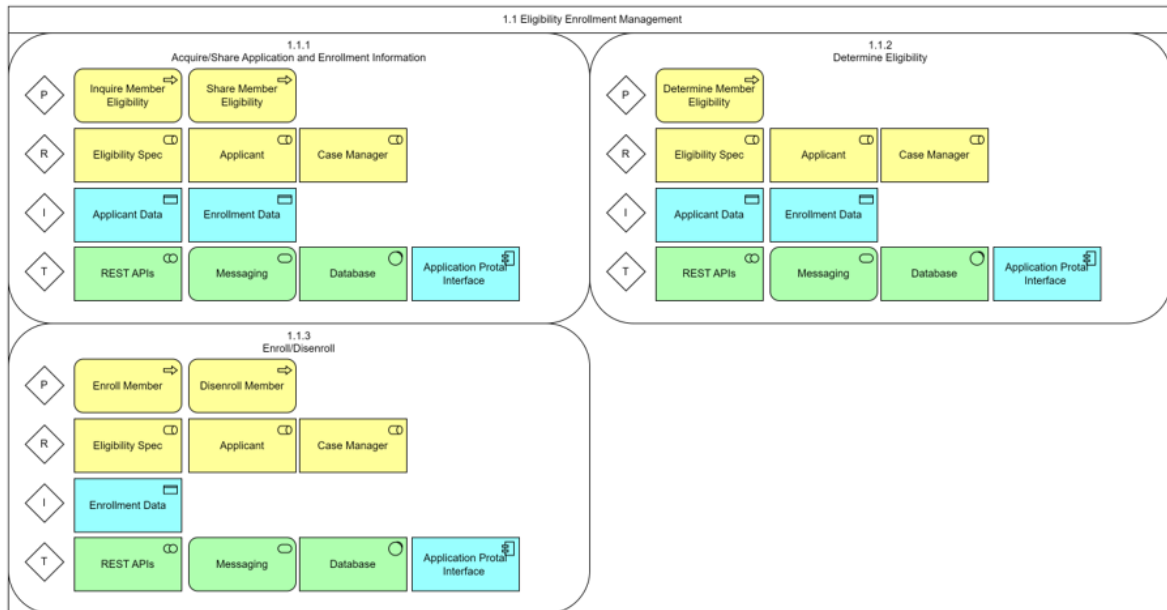 1.1 Eligibility Enrollment Management
1.1.1
Acquire/Share Application and Enrollment Information
P
Inquire Member
Eligibility
Share Member
Eligibility
R
Eligibility Spec
Applicant
Case Manager
I
Applicant Data
Enrollment Data
T
REST APIs
Messaging
Database
Application Protal
Interface
1.1.2
Determine Eligibility
P
Determine Member
Eligibility
R
Eligibility Spec
Applicant
Case Manager
I
Applicant Data
Enrollment Data
T
REST APIs
Messaging
Database
Application Protal
Interface
1.1.3
Enroll/Disenroll
P
Enroll Member
Disenroll Member
R
Eligibility Spec
Applicant
Case Manager
I
Enrollment Data
T
REST APIs
Messaging
Database
Application Protal
Interface